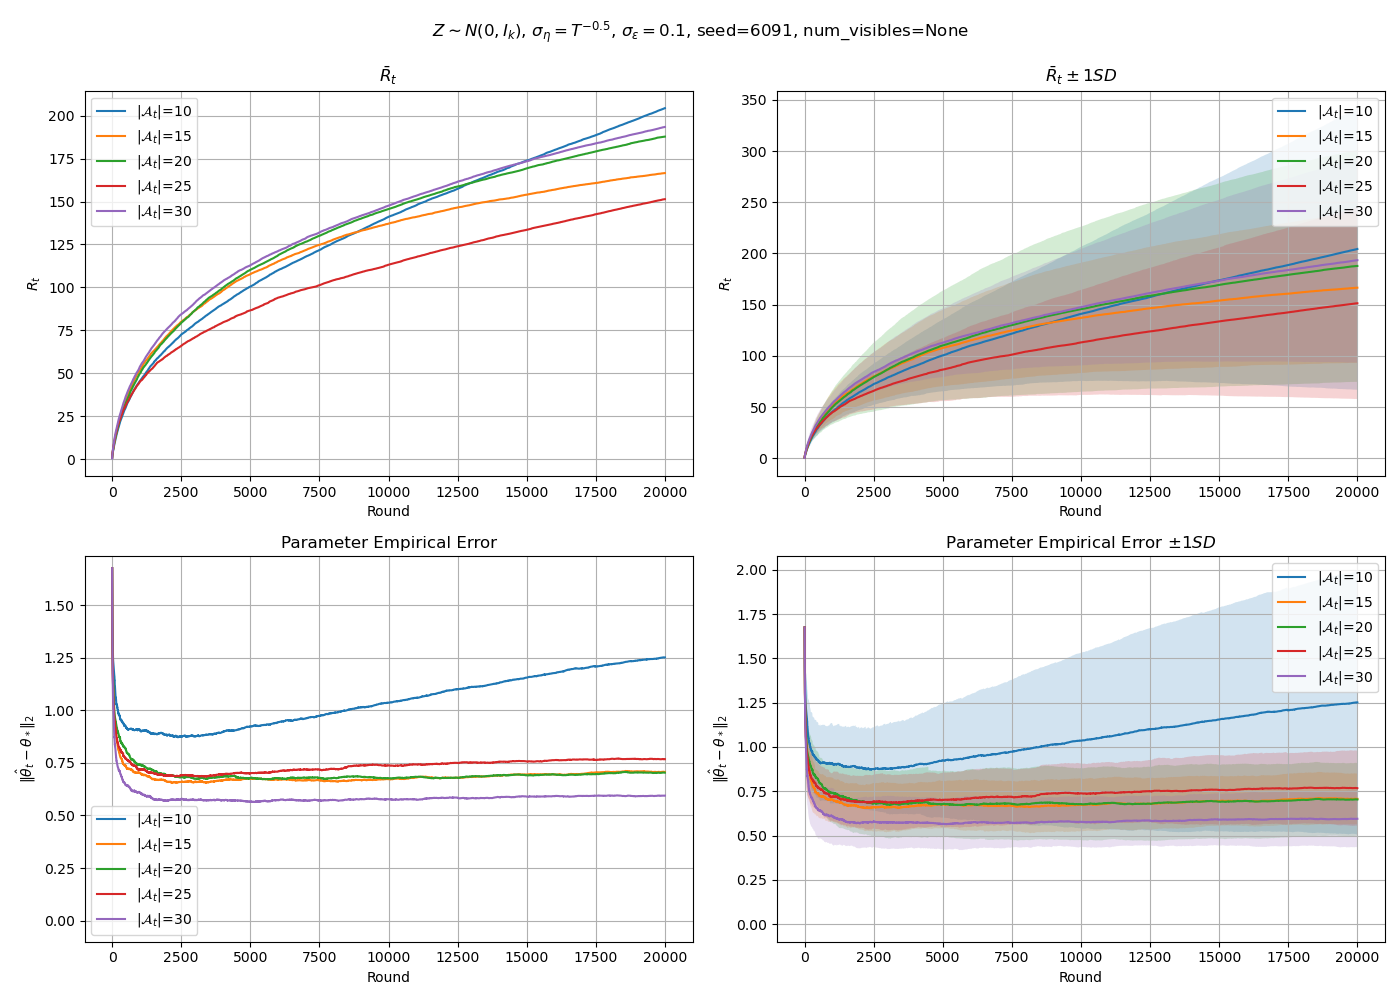 Z ∼ N(0, I_k), σ_η = T^{−0.5}, σ_ε = 0.1, seed=6091, num_visibles=None
R̄_t
R_t
200
175
150
125
100
75
50
25
0
|𝒜_t|=10
|𝒜_t|=15
|𝒜_t|=20
|𝒜_t|=25
|𝒜_t|=30
0 2500 5000 7500 10000 12500 15000 17500 20000
Round
R̄_t ± 1SD
R_t
350
300
250
200
150
100
50
0
|𝒜_t|=10
|𝒜_t|=15
|𝒜_t|=20
|𝒜_t|=25
|𝒜_t|=30
0 2500 5000 7500 10000 12500 15000 17500 20000
Round
Parameter Empirical Error
‖θ̂_t − θ_*‖_2
1.50
1.25
1.00
0.75
0.50
0.25
0.00
|𝒜_t|=10
|𝒜_t|=15
|𝒜_t|=20
|𝒜_t|=25
|𝒜_t|=30
0 2500 5000 7500 10000 12500 15000 17500 20000
Round
Parameter Empirical Error ±1SD
‖θ̂_t − θ_*‖_2
2.00
1.75
1.50
1.25
1.00
0.75
0.50
0.25
0.00
|𝒜_t|=10
|𝒜_t|=15
|𝒜_t|=20
|𝒜_t|=25
|𝒜_t|=30
0 2500 5000 7500 10000 12500 15000 17500 20000
Round